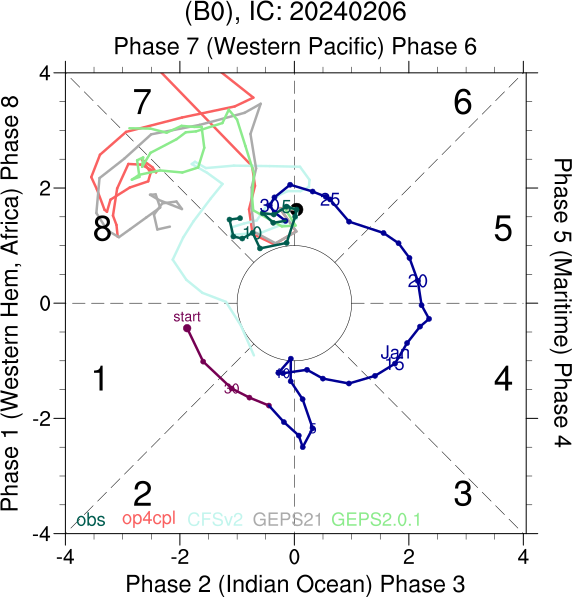 (B0), IC: 20240206
Phase 7 (Western Pacific) Phase 6
4
7
6
Phase 1 (Western Hem, Africa) Phase 8
Phase 5 (Maritime) Phase 4
2
30
5
25
8
10
5
20
0
start
Jan
15
10
1
30
4
-2
5
2
3
obs op4cpl CFSv2 GEPS21 GEPS2.0.1
-4
-4 -2 0 2 4
Phase 2 (Indian Ocean) Phase 3